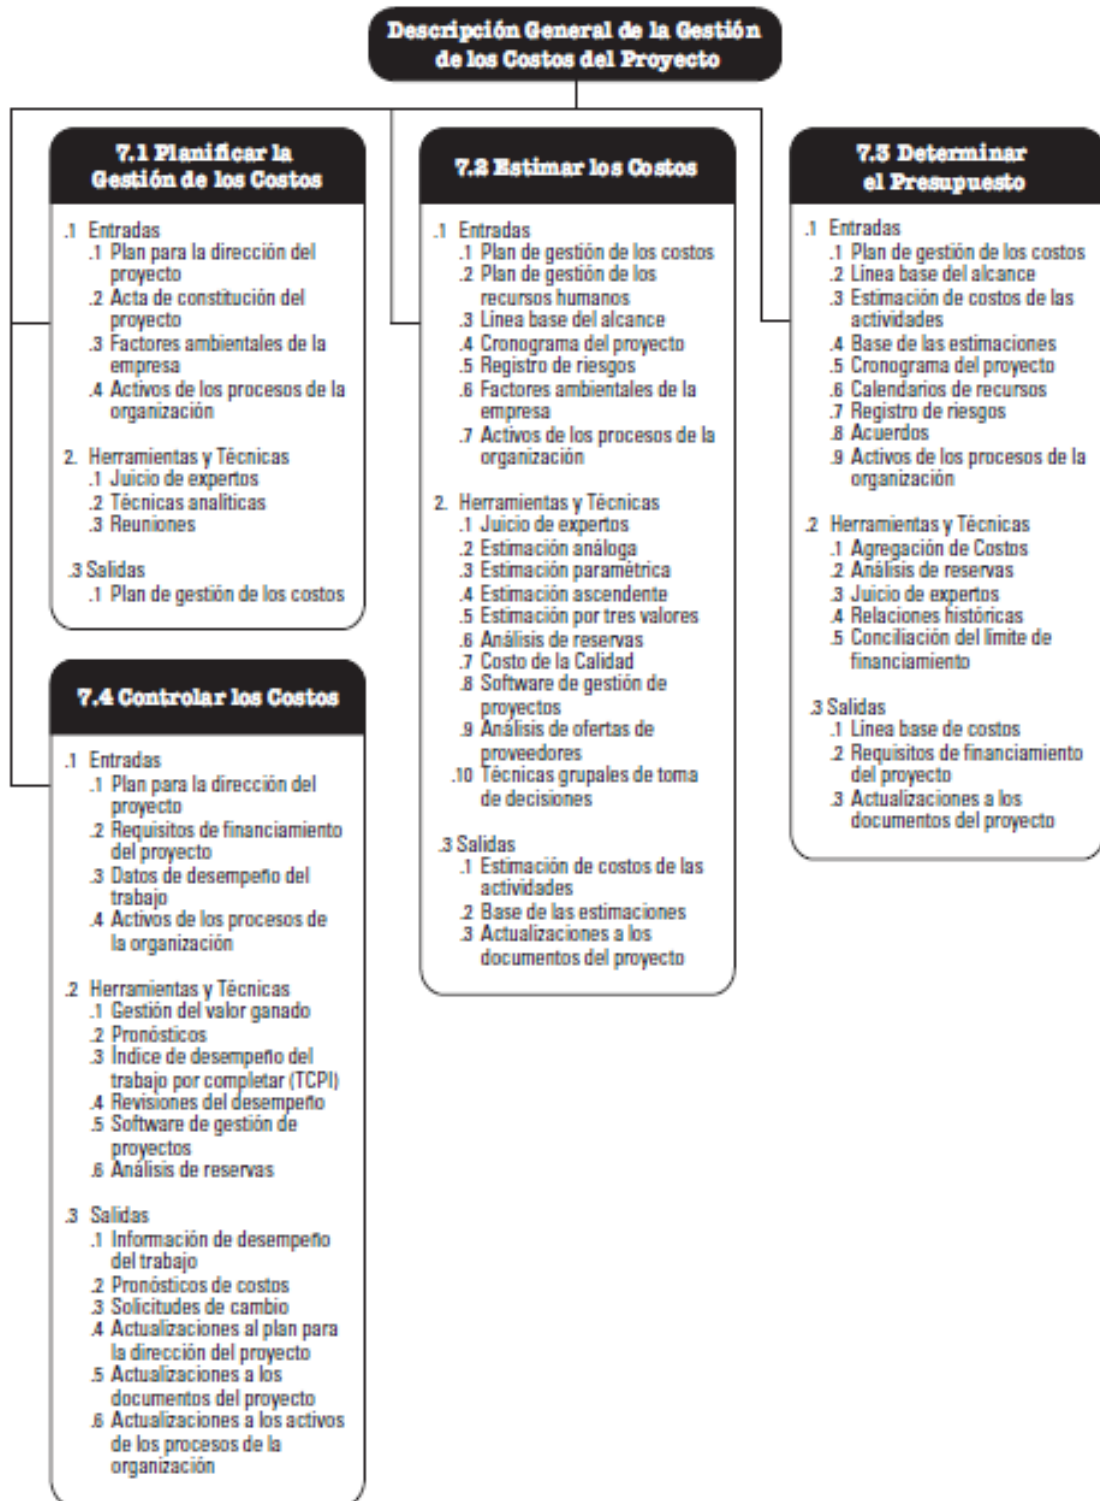 Descripción General de la Gestión
de los Costos del Proyecto
7.1 Planificar la
Gestión de los Costos
.1 Entradas
.1 Plan para la dirección del
proyecto
.2 Acta de constitución del
proyecto
.3 Factores ambientales de la
empresa
.4 Activos de los procesos de la
organización
2. Herramientas y Técnicas
.1 Juicio de expertos
.2 Técnicas analíticas
.3 Reuniones
.3 Salidas
.1 Plan de gestión de los costos
7.2 Estimar los Costos
.1 Entradas
.1 Plan de gestión de los costos
.2 Plan de gestión de los
recursos humanos
.3 Línea base del alcance
.4 Cronograma del proyecto
.5 Registro de riesgos
.6 Factores ambientales de la
empresa
.7 Activos de los procesos de la
organización
2. Herramientas y Técnicas
.1 Juicio de expertos
.2 Estimación análoga
.3 Estimación paramétrica
.4 Estimación ascendente
.5 Estimación por tres valores
.6 Análisis de reservas
.7 Costo de la Calidad
.8 Software de gestión de
proyectos
.9 Análisis de ofertas de
proveedores
.10 Técnicas grupales de toma
de decisiones
.3 Salidas
.1 Estimación de costos de las
actividades
.2 Base de las estimaciones
.3 Actualizaciones a los
documentos del proyecto
7.3 Determinar
el Presupuesto
.1 Entradas
.1 Plan de gestión de los costos
.2 Línea base del alcance
.3 Estimación de costos de las
actividades
.4 Base de las estimaciones
.5 Cronograma del proyecto
.6 Calendarios de recursos
.7 Registro de riesgos
.8 Acuerdos
.9 Activos de los procesos de la
organización
.2 Herramientas y Técnicas
.1 Agregación de Costos
.2 Análisis de reservas
.3 Juicio de expertos
.4 Relaciones históricas
.5 Conciliación del límite de
financiamiento
.3 Salidas
.1 Línea base de costos
.2 Requisitos de financiamiento
del proyecto
.3 Actualizaciones a los
documentos del proyecto
7.4 Controlar los Costos
.1 Entradas
.1 Plan para la dirección del
proyecto
.2 Requisitos de financiamiento
del proyecto
.3 Datos de desempeño del
trabajo
.4 Activos de los procesos de
la organización
.2 Herramientas y Técnicas
.1 Gestión del valor ganado
.2 Pronósticos
.3 Índice de desempeño del
trabajo por completar (TCPI)
.4 Revisiones del desempeño
.5 Software de gestión de
proyectos
.6 Análisis de reservas
.3 Salidas
.1 Información de desempeño
del trabajo
.2 Pronósticos de costos
.3 Solicitudes de cambio
.4 Actualizaciones al plan para
la dirección del proyecto
.5 Actualizaciones a los
documentos del proyecto
.6 Actualizaciones a los activos
de los procesos de la
organización